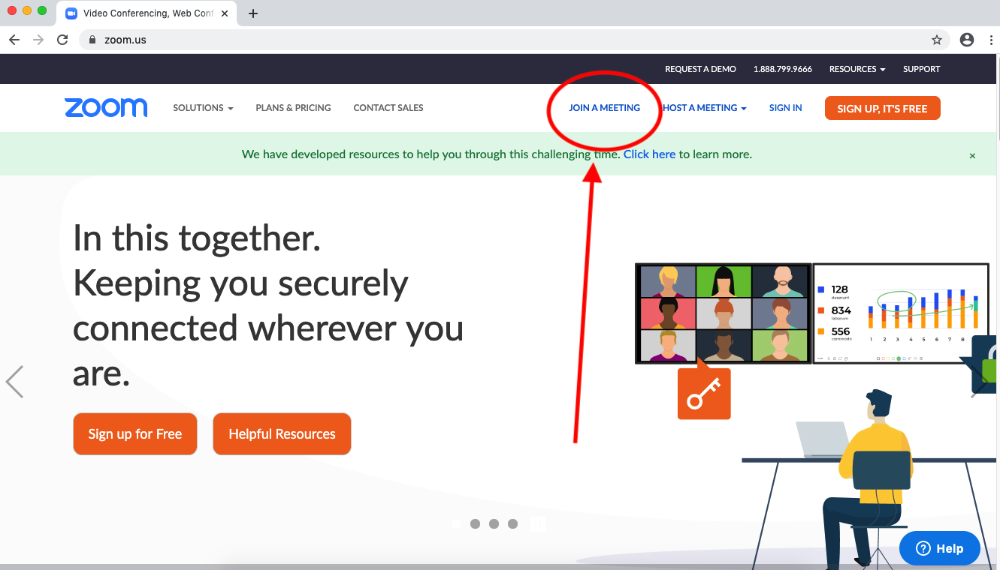 Video Conferencing, Web Conf
zoom.us
REQUEST A DEMO 1.888.799.9666 RESOURCES SUPPORT
zoom SOLUTIONS PLANS & PRICING CONTACT SALES JOIN A MEETING HOST A MEETING SIGN IN SIGN UP, IT'S FREE
We have developed resources to help you through this challenging time. Click here to learn more.
In this together.
Keeping you securely
connected wherever you
are.
Sign up for Free Helpful Resources
128
deserunt
834
laborum
556
commodo
1 2 3 4 5 6 7 8
Help